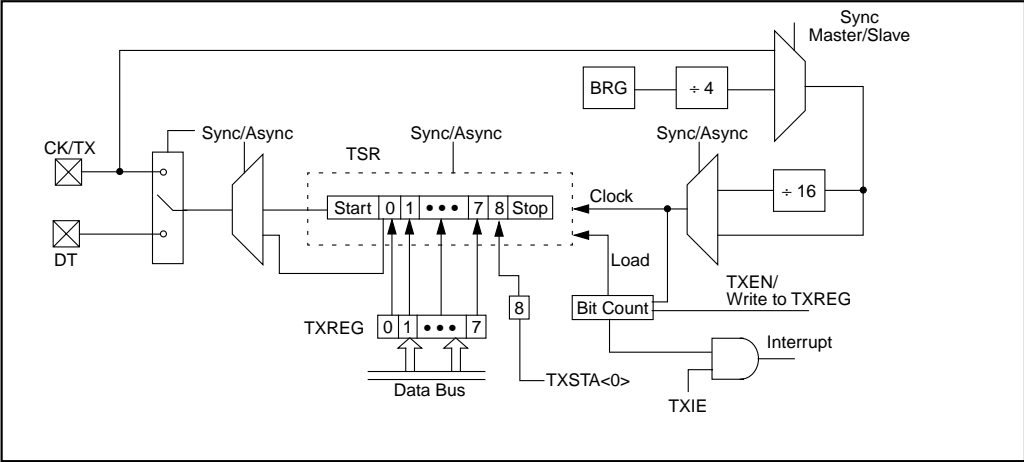 Sync
Master/Slave
BRG
÷ 4
Sync/Async
Sync/Async
Sync/Async
CK/TX
TSR
÷ 16
Clock
Start 0 1 ••• 7 8 Stop
DT
Load
TXEN/
Write to TXREG
8
Bit Count
TXREG 0 1 ••• 7
Interrupt
Data Bus
TXSTA<0>
TXIE